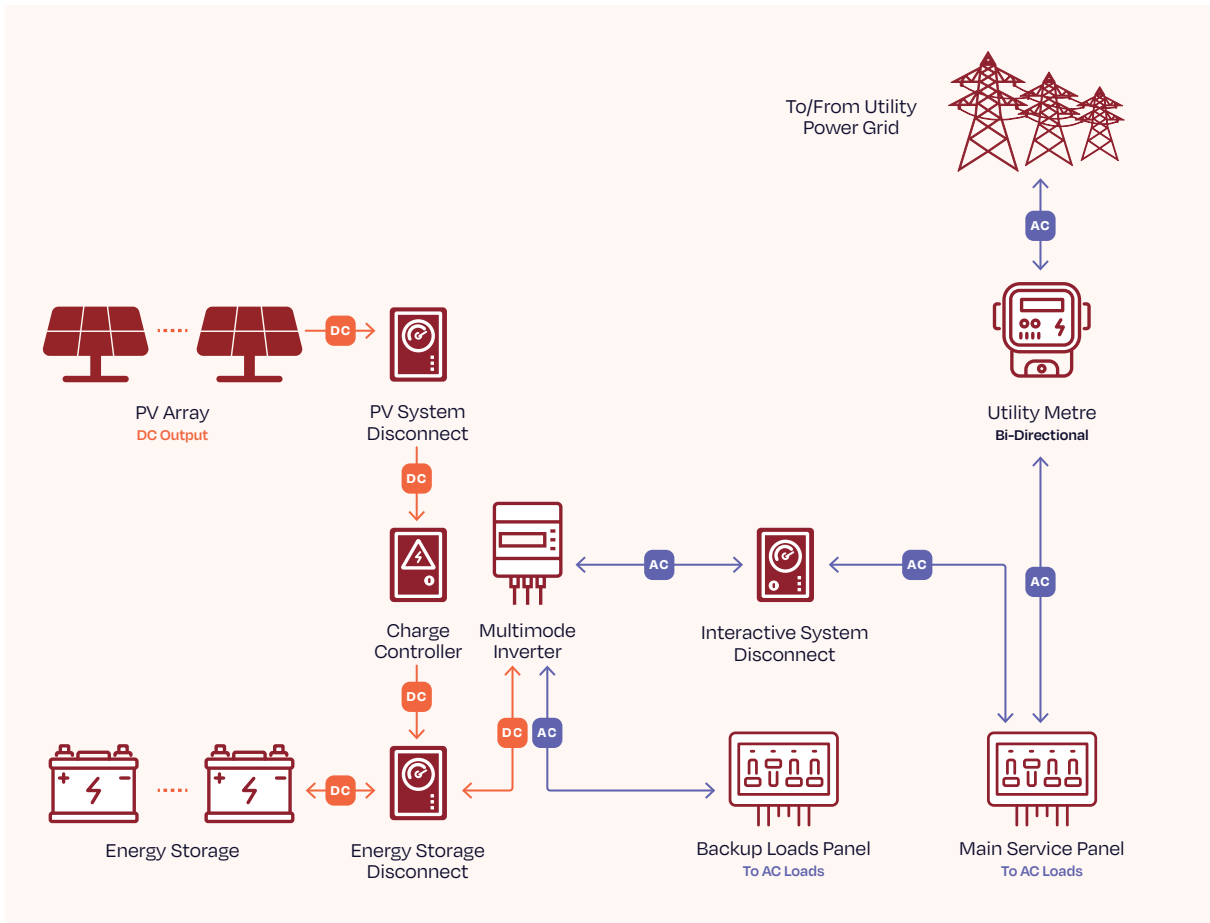 To/From Utility
Power Grid
AC
DC
PV Array
DC Output
PV System
Disconnect
Utility Metre
Bi-Directional
DC
AC
AC
AC
Charge
Controller
Multimode
Inverter
Interactive System
Disconnect
DC
DC
AC
DC
Energy Storage
Energy Storage
Disconnect
Backup Loads Panel
To AC Loads
Main Service Panel
To AC Loads